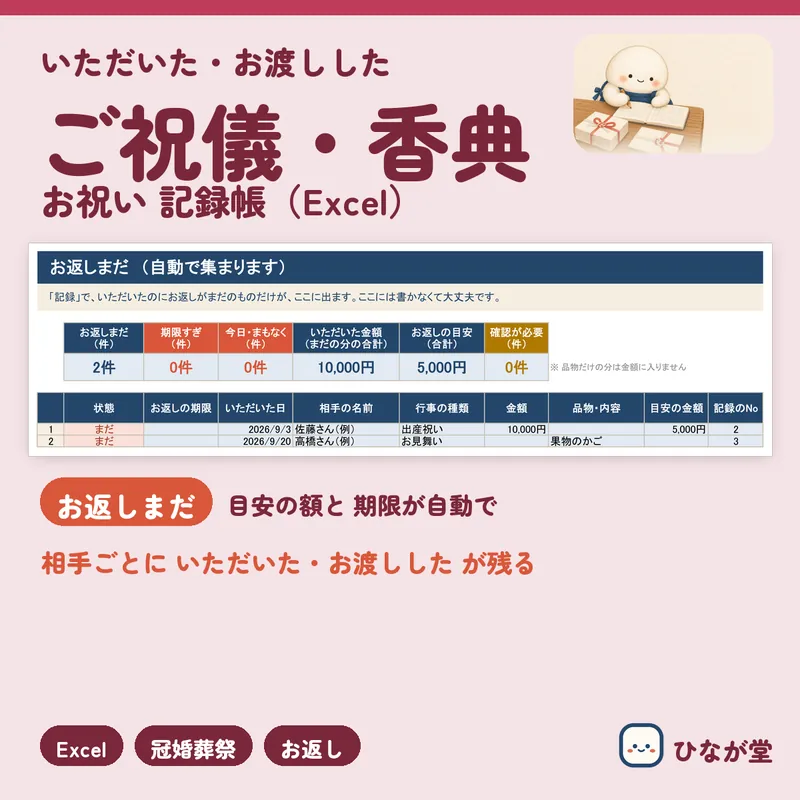 いただいた・お渡しした
ご祝儀・香典
お祝い 記録帳（Excel）
お返しまだ （自動で集まります）
「記録」で、いただいたのにお返しがまだのものだけが、ここに出ます。ここには書かなくて大丈夫です。
お返しまだ（件） 期限すぎ（件） 今日・まもなく（件） いただいた金額（まだの分の合計） お返しの目安（合計） 確認が必要（件）
2件 0件 0件 10,000円 5,000円 0件 ※ 品物だけの分は金額に入りません
状態 お返しの期限 いただいた日 相手の名前 行事の種類 金額 品物・内容 目安の金額 記録のNo
1 まだ 2026/9/3 佐藤さん（例） 出産祝い 10,000円 5,000円 2
2 まだ 2026/9/20 高橋さん（例） お見舞い 果物のかご 3
お返しまだ 目安の額と 期限が自動で
相手ごとに いただいた・お渡しした が残る
Excel 冠婚葬祭 お返し ひなが堂